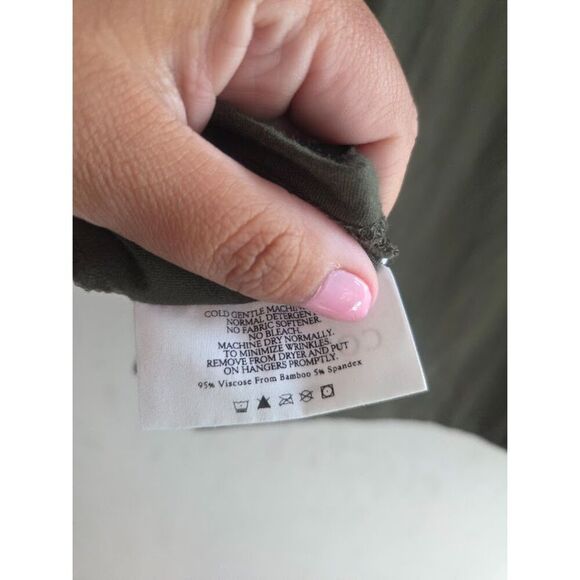 COLD GENTLE MACHINE
NORMAL DETERGENT
NO FABRIC SOFTENER.
NO BLEACH.
MACHINE DRY NORMALLY.
TO MINIMIZE WRINKLES.
REMOVE FROM DRYER AND PUT
ON HANGERS PROMPTLY.
95% Viscose From Bamboo 5% Spandex